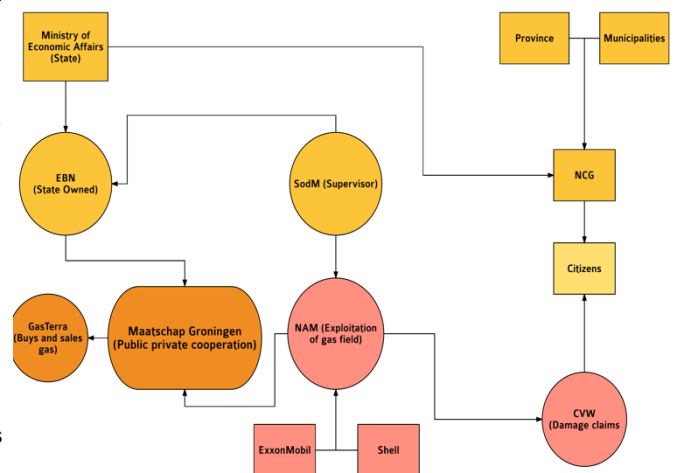 Ministry of
Economic Affairs
(State)
Province
Municipalities
EBN
(State Owned)
SodM (Supervisor)
NCG
Citizens
GasTerra
(Buys and sales
gas)
Maatschap Groningen
(Public private cooperation)
NAM (Exploitation
of gas field)
CVW
(Damage claims
ExxonMobil
Shell
s